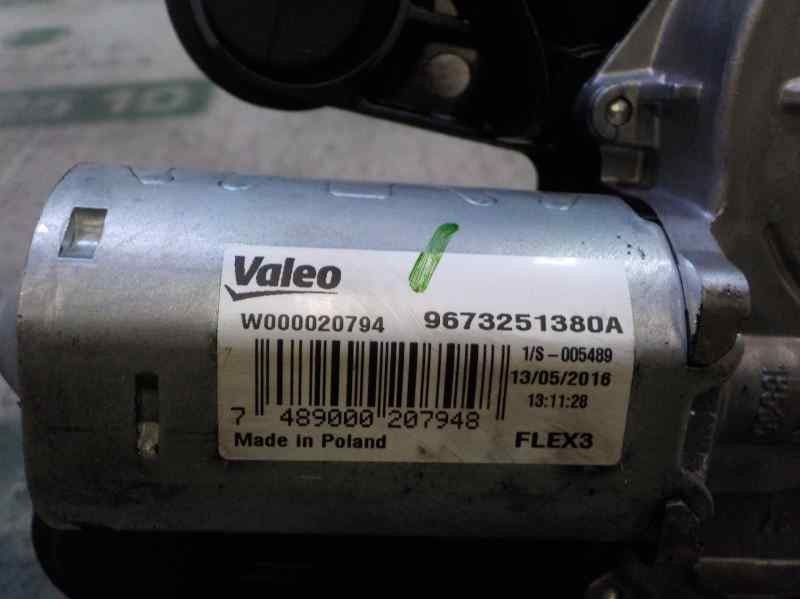 Valeo
W000020794 9673251380A
1/S-005489
13/05/2016
13:11:28
7 489000 207948
Made in Poland FLEX3